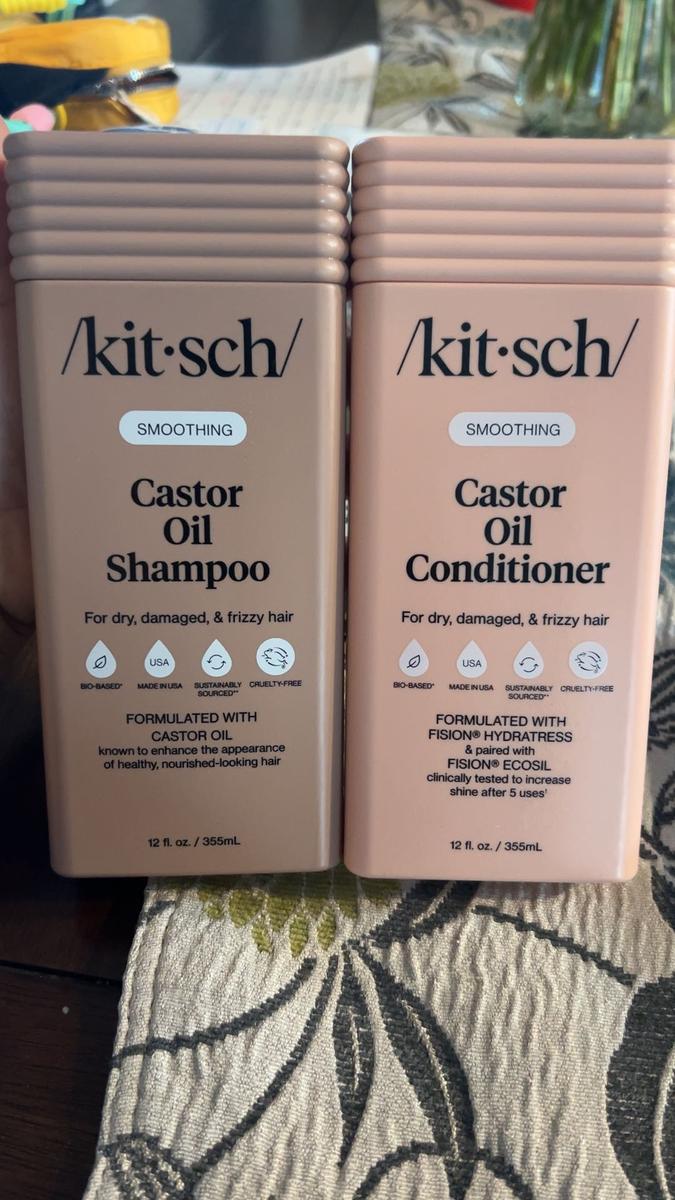 /kit·sch/
SMOOTHING
Castor
Oil
Shampoo
For dry, damaged, & frizzy hair
BIO-BASED*
USA
MADE IN USA
SUSTAINABLY
SOURCED**
CRUELTY-FREE
FORMULATED WITH
CASTOR OIL
known to enhance the appearance
of healthy, nourished-looking hair
12 fl. oz. / 355mL
/kit·sch/
SMOOTHING
Castor
Oil
Conditioner
For dry, damaged, & frizzy hair
BIO-BASED*
USA
MADE IN USA
SUSTAINABLY
SOURCED**
CRUELTY-FREE
FORMULATED WITH
FISION® HYDRATRESS
& paired with
FISION® ECOSIL
clinically tested to increase
shine after 5 uses†
12 fl. oz. / 355mL